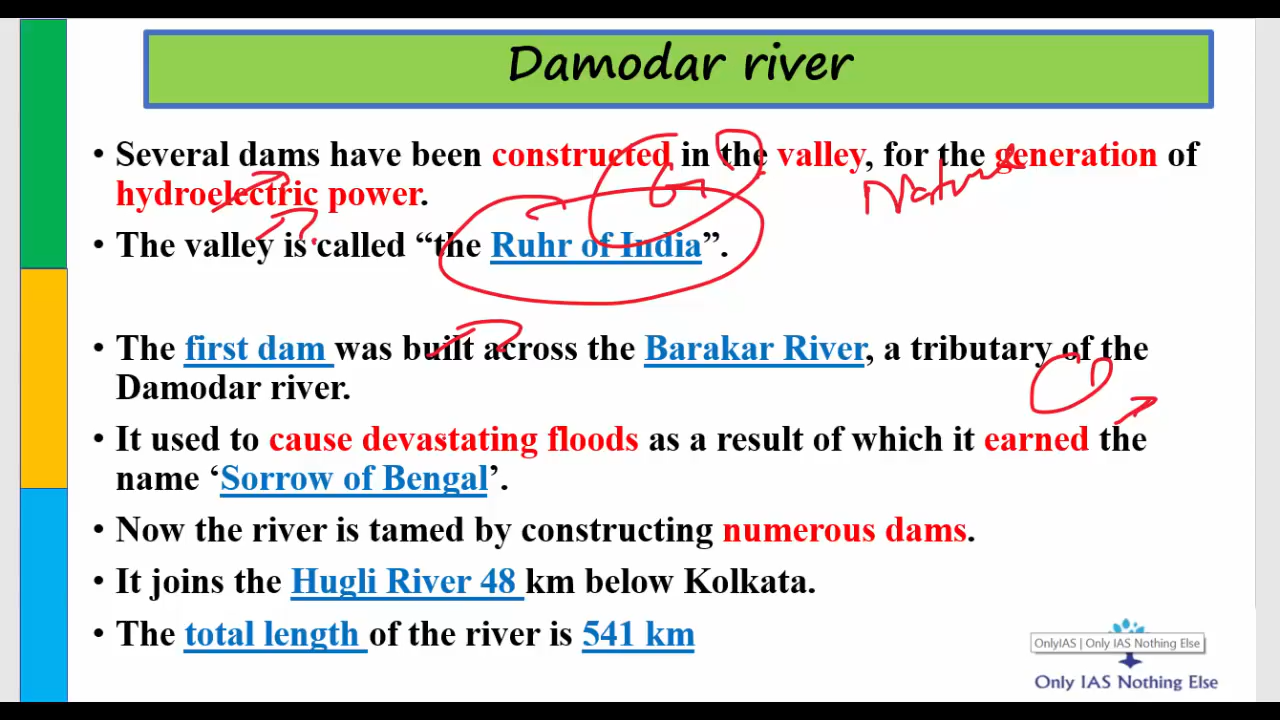 Damodar river
• Several dams have been constructed in the valley, for the generation of
hydroelectric power.
• The valley is called “the Ruhr of India”.
• The first dam was built across the Barakar River, a tributary of the
Damodar river.
• It used to cause devastating floods as a result of which it earned the
name ‘Sorrow of Bengal’.
• Now the river is tamed by constructing numerous dams.
• It joins the Hugli River 48 km below Kolkata.
• The total length of the river is 541 km
OnlyIAS | Only IAS Nothing Else
Only IAS Nothing Else